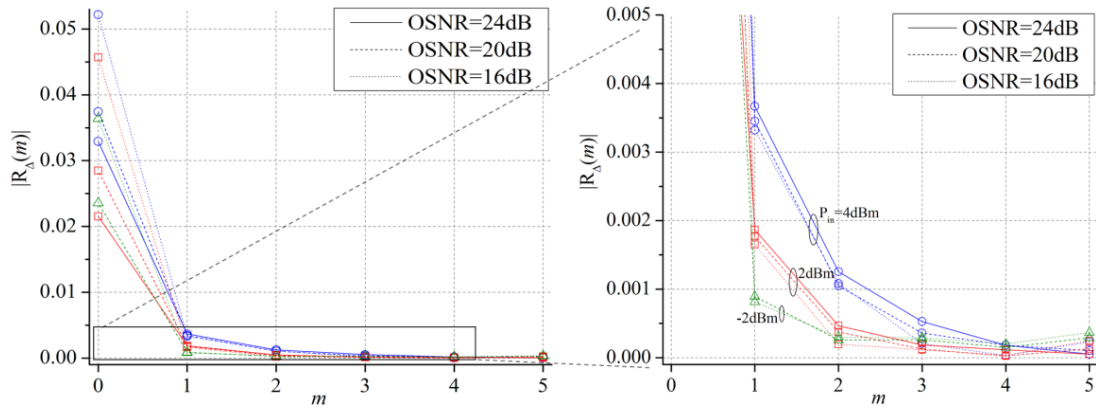 0.05
0.04
0.03
0.02
0.01
0.00
|R_Δ(m)|
0
1
2
3
4
5
m
OSNR=24dB
OSNR=20dB
OSNR=16dB
0.005
0.004
0.003
0.002
0.001
0.000
|R_Δ(m)|
0
1
2
3
4
5
m
OSNR=24dB
OSNR=20dB
OSNR=16dB
P_in=4dBm
2dBm
-2dBm